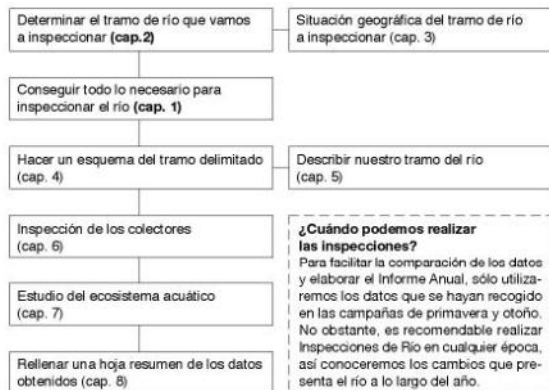 Determinar el tramo de río que vamos
a inspeccionar (cap.2)
Situación geográfica del tramo de río
a inspeccionar (cap. 3)
Conseguir todo lo necesario para
inspeccionar el río (cap. 1)
Hacer un esquema del tramo delimitado
(cap. 4)
Describir nuestro tramo del río
(cap. 5)
Inspección de los colectores
(cap. 6)
Estudio del ecosistema acuático
(cap. 7)
Rellenar una hoja resumen de los datos
obtenidos (cap. 8)
¿Cuándo podemos realizar
las inspecciones?
Para facilitar la comparación de los datos
y elaborar el Informe Anual, sólo utiliza-
remos los datos que se hayan recogido
en las campañas de primavera y otoño.
No obstante, es recomendable realizar
Inspecciones de Río en cualquier época,
así conoceremos los cambios que pre-
senta el río a lo largo del año.